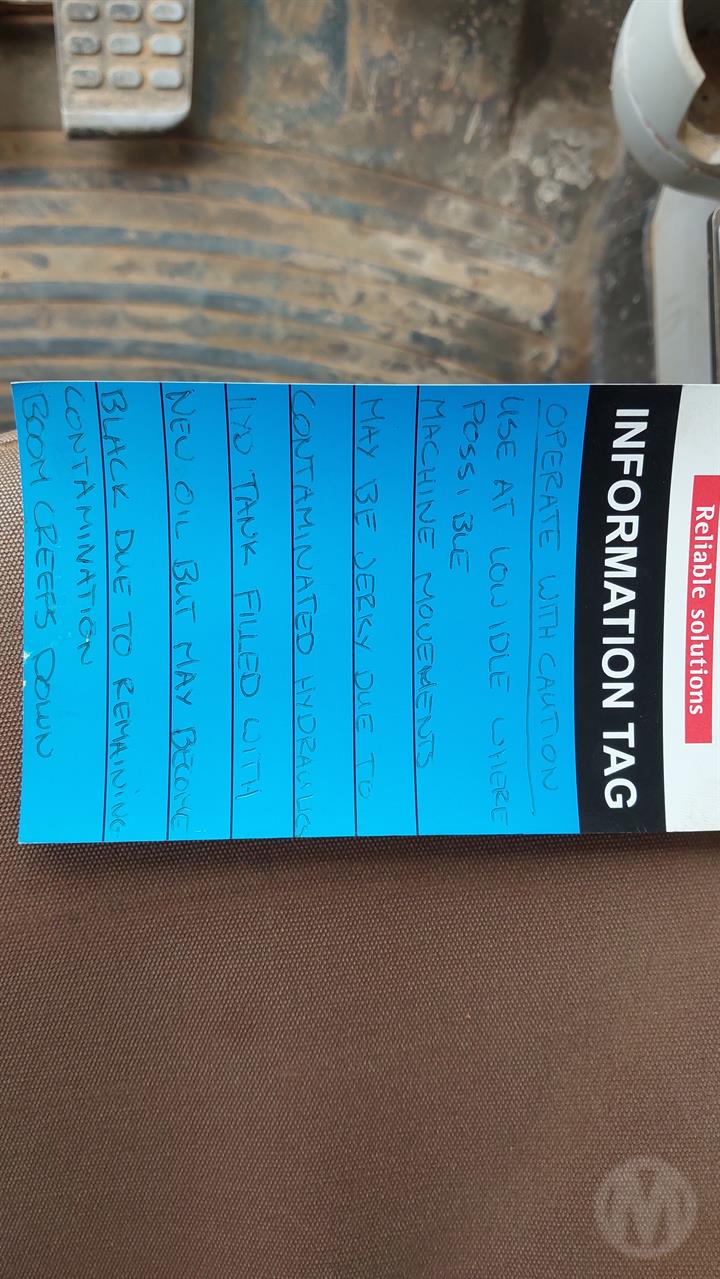 Reliable solutions
INFORMATION TAG
OPERATE WITH CAUTION
USE AT LOW IDLE WHERE
POSSIBLE
MACHINE MOVEMENTS
MAY BE JERKY DUE TO
CONTAMINATED HYDRAULICS
HYD TANK FILLED WITH
NEW OIL BUT MAY BECOME
BLACK DUE TO REMAINING
CONTAMINATION
BOOM CREEPS DOWN
M